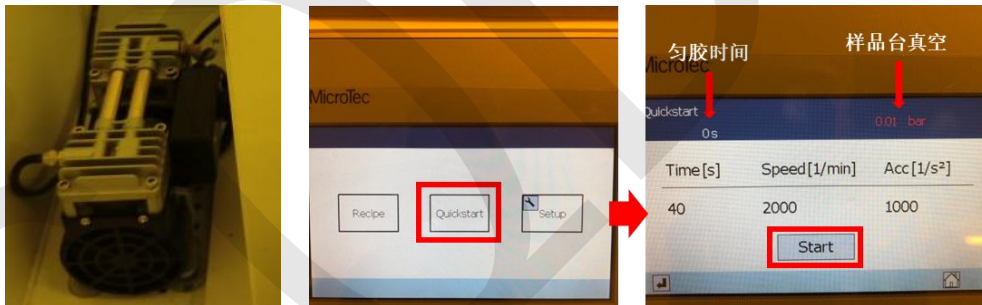 MicroTec
Recipe
Quickstart
Setup
匀胶时间
样品台真空
MicroTec
Quickstart
0s
0.01 bar
Time[s] Speed[1/min] Acc[1/s²]
40 2000 1000
Start